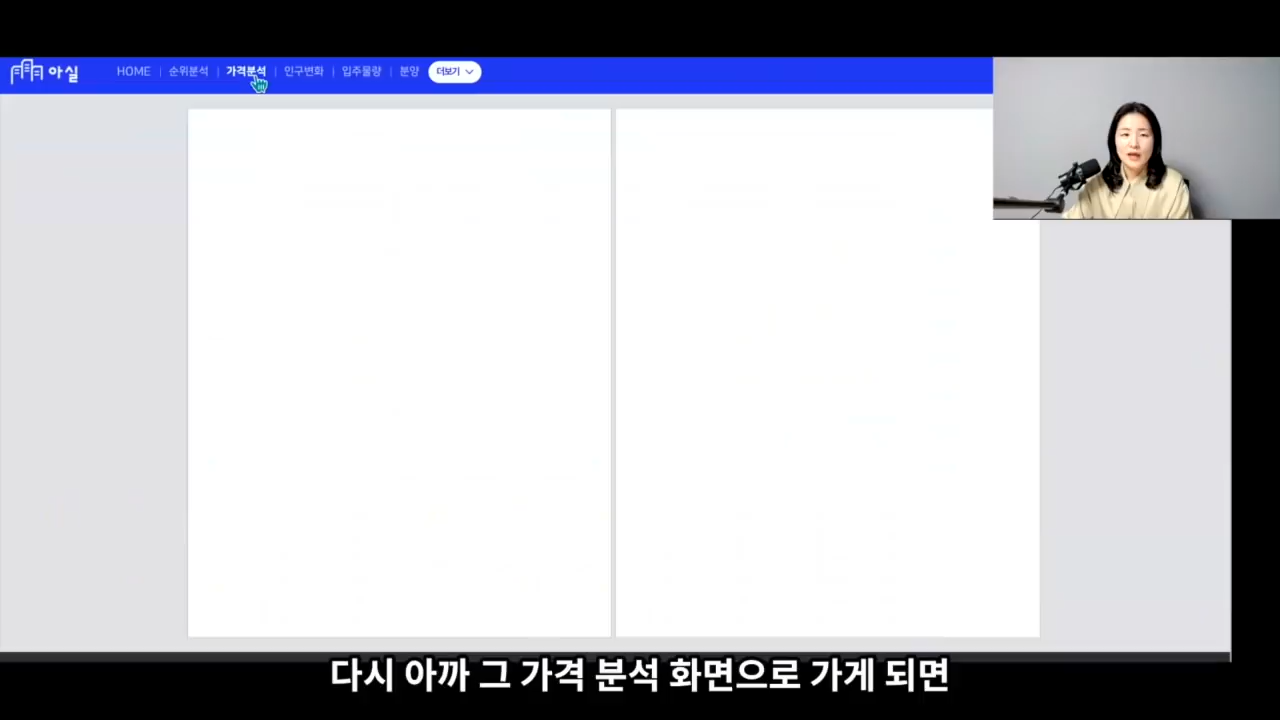 아실 HOME | 순위분석 | 가격분석 | 인구변화 | 입주물량 | 분양 더보기
다시 아까 그 가격 분석 화면으로 가게 되면